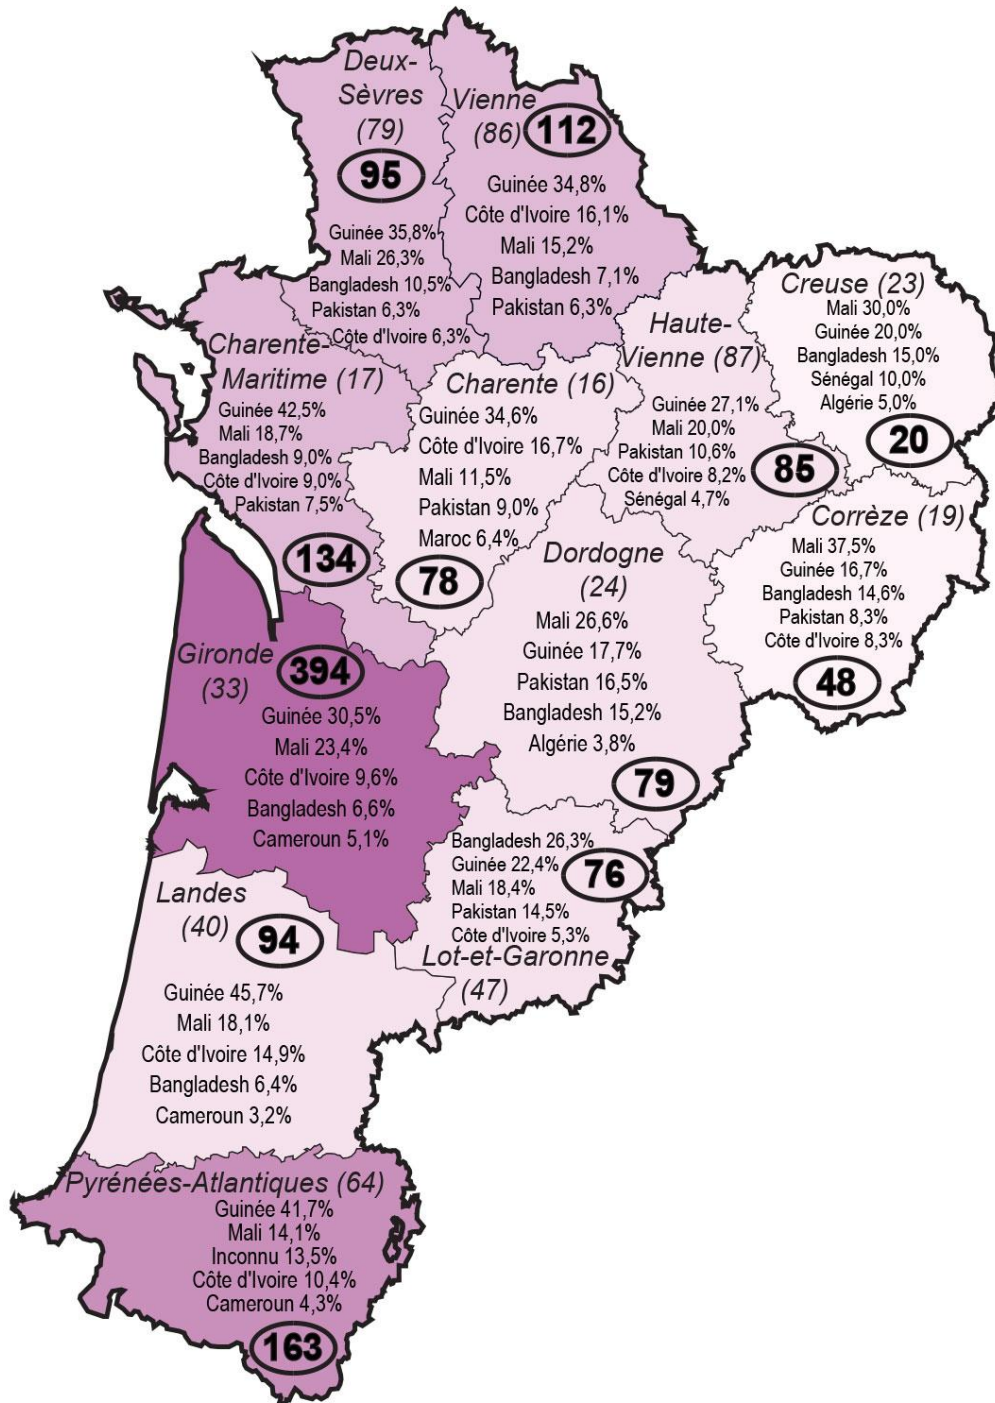 Deux-
Sèvres
(79)
95
Guinée 35,8%
Mali 26,3%
Bangladesh 10,5%
Pakistan 6,3%
Côte d'Ivoire 6,3%
Vienne
(86)
112
Guinée 34,8%
Côte d'Ivoire 16,1%
Mali 15,2%
Bangladesh 7,1%
Pakistan 6,3%
Creuse (23)
Mali 30,0%
Guinée 20,0%
Bangladesh 15,0%
Sénégal 10,0%
Algérie 5,0%
20
Haute-
Vienne (87)
Guinée 27,1%
Mali 20,0%
Pakistan 10,6%
Côte d'Ivoire 8,2%
Sénégal 4,7%
85
Charente-
Maritime (17)
Guinée 42,5%
Mali 18,7%
Bangladesh 9,0%
Côte d'Ivoire 9,0%
Pakistan 7,5%
134
Charente (16)
Guinée 34,6%
Côte d'Ivoire 16,7%
Mali 11,5%
Pakistan 9,0%
Maroc 6,4%
78
Corrèze (19)
Mali 37,5%
Guinée 16,7%
Bangladesh 14,6%
Pakistan 8,3%
Côte d'Ivoire 8,3%
48
Dordogne
(24)
Mali 26,6%
Guinée 17,7%
Pakistan 16,5%
Bangladesh 15,2%
Algérie 3,8%
79
Gironde
(33)
394
Guinée 30,5%
Mali 23,4%
Côte d'Ivoire 9,6%
Bangladesh 6,6%
Cameroun 5,1%
Bangladesh 26,3%
Guinée 22,4%
Mali 18,4%
Pakistan 14,5%
Côte d'Ivoire 5,3%
76
Lot-et-Garonne
(47)
Landes
(40)
94
Guinée 45,7%
Mali 18,1%
Côte d'Ivoire 14,9%
Bangladesh 6,4%
Cameroun 3,2%
Pyrénées-Atlantiques (64)
Guinée 41,7%
Mali 14,1%
Inconnu 13,5%
Côte d'Ivoire 10,4%
Cameroun 4,3%
163